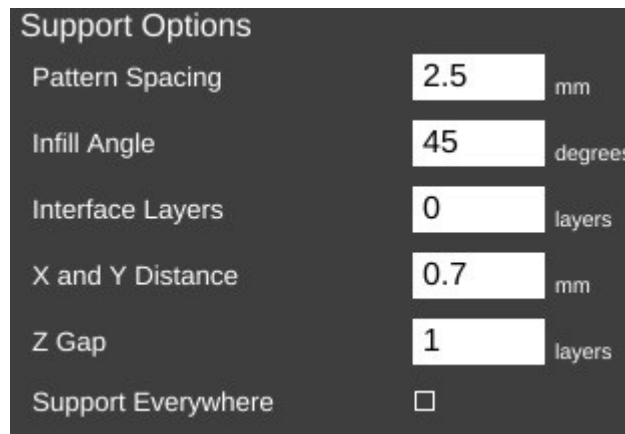 Support Options
Pattern Spacing 2.5 mm
Infill Angle 45 degrees
Interface Layers 0 layers
X and Y Distance 0.7 mm
Z Gap 1 layers
Support Everywhere